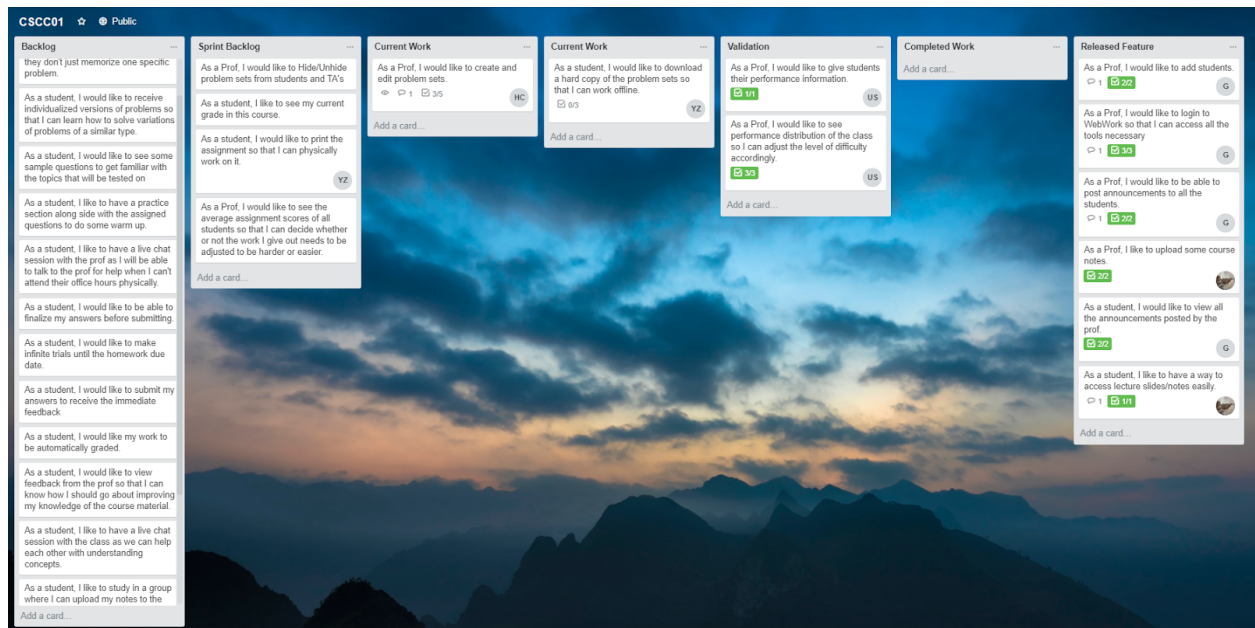 CSCC01 Public
Backlog
they don't just memorize one specific
problem.
As a student, I would like to receive
individualized versions of problems so
that I can learn how to solve variations
of problems of a similar type.
As a student, I would like to see some
sample questions to get familiar with
the topics that will be tested on
As a student, I like to have a practice
section along side with the assigned
questions to do some warm up.
As a student, I like to have a live chat
session with the prof as I will be able
to talk to the prof for help when I can't
attend their office hours physically.
As a student, I would like to be able to
finalize my answers before submitting.
As a student, I would like to make
infinite trials until the homework due
date.
As a student, I would like to submit my
answers to receive the immediate
feedback
As a student, I would like my work to
be automatically graded.
As a student, I would like to view
feedback from the prof so that I can
know how I should go about improving
my knowledge of the course material.
As a student, I like to have a live chat
session with the class as we can help
each other with understanding
concepts.
As a student, I like to study in a group
where I can upload my notes to the
Add a card...
Sprint Backlog
As a Prof, I would like to Hide/Unhide
problem sets from students and TA's
As a student, I like to see my current
grade in this course.
As a student, I would like to print the
assignment so that I can physically
work on it.
YZ
As a Prof, I would like to see the
average assignment scores of all
students so that I can decide whether
or not the work I give out needs to be
adjusted to be harder or easier.
Add a card...
Current Work
As a Prof, I would like to create and
edit problem sets.
1 3/5
HC
Add a card...
Current Work
As a student, I would like to download
a hard copy of the problem sets so
that I can work offline.
0/3
YZ
Add a card...
Validation
As a Prof, I would like to give students
their performance information.
1/1
US
As a Prof, I would like to see
performance distribution of the class
so I can adjust the level of difficulty
accordingly.
3/3
US
Add a card...
Completed Work
Add a card...
Released Feature
As a Prof, I would like to add students.
1 2/2
G
As a Prof, I would like to login to
WebWork so that I can access all the
tools necessary
1 3/3
G
As a Prof, I would like to be able to
post announcements to all the
students.
1 2/2
G
As a Prof, I like to upload some course
notes.
2/2
As a student, I would like to view all
the announcements posted by the
prof.
2/2
G
As a student, I like to have a way to
access lecture slides/notes easily.
1 1/1
Add a card...